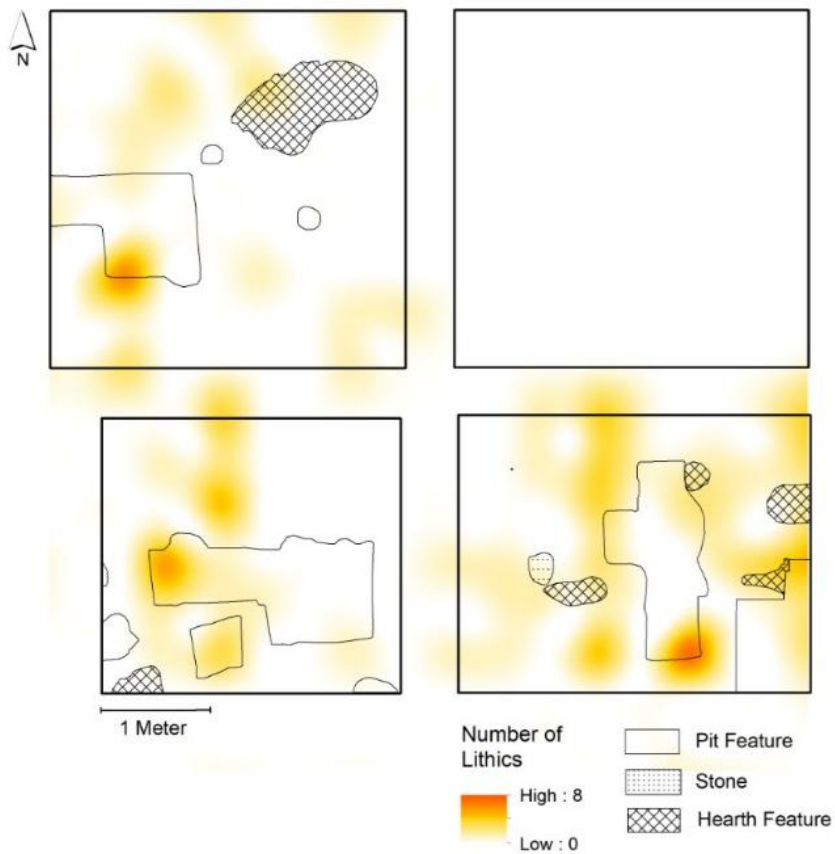 N
1 Meter
Number of
Lithics
High : 8
Low : 0
Pit Feature
Stone
Hearth Feature